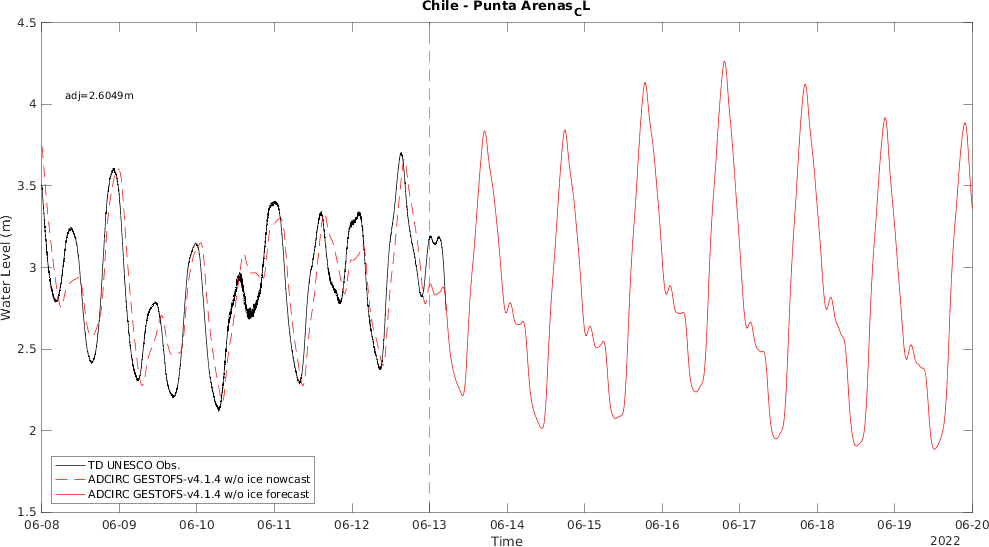 Chile - Punta Arenas_CL
4.5
4
3.5
3
2.5
2
1.5
Water Level (m)
adj=2.6049m
TD UNESCO Obs.
ADCIRC GESTOFS-v4.1.4 w/o ice nowcast
ADCIRC GESTOFS-v4.1.4 w/o ice forecast
06-08 06-09 06-10 06-11 06-12 06-13 06-14 06-15 06-16 06-17 06-18 06-19 06-20
Time
2022